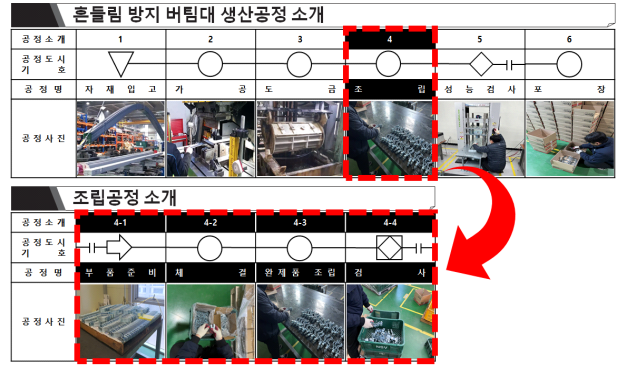 흔들림 방지 버팀대 생산공정 소개
공정소개 1 2 3 4 5 6
공정도시
기호
공정명 자재입고 가공 도금 조립 성능검사 포장
공정사진
조립공정 소개
공정소개 4-1 4-2 4-3 4-4
공정도시
기호
공정명 부품준비 체결 완제품 조립 검사
공정사진